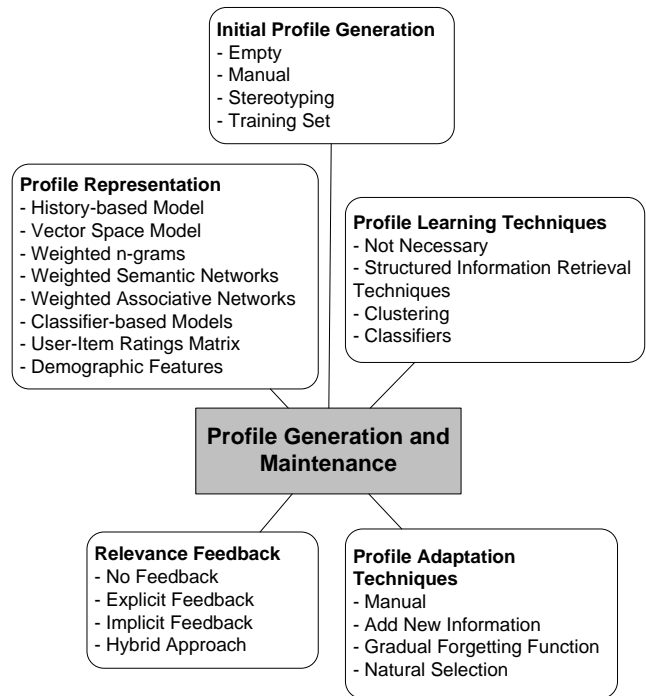 Initial Profile Generation
- Empty
- Manual
- Stereotyping
- Training Set
Profile Representation
- History-based Model
- Vector Space Model
- Weighted n-grams
- Weighted Semantic Networks
- Weighted Associative Networks
- Classifier-based Models
- User-Item Ratings Matrix
- Demographic Features
Profile Learning Techniques
- Not Necessary
- Structured Information Retrieval
Techniques
- Clustering
- Classifiers
Profile Generation and
Maintenance
Relevance Feedback
- No Feedback
- Explicit Feedback
- Implicit Feedback
- Hybrid Approach
Profile Adaptation
Techniques
- Manual
- Add New Information
- Gradual Forgetting Function
- Natural Selection